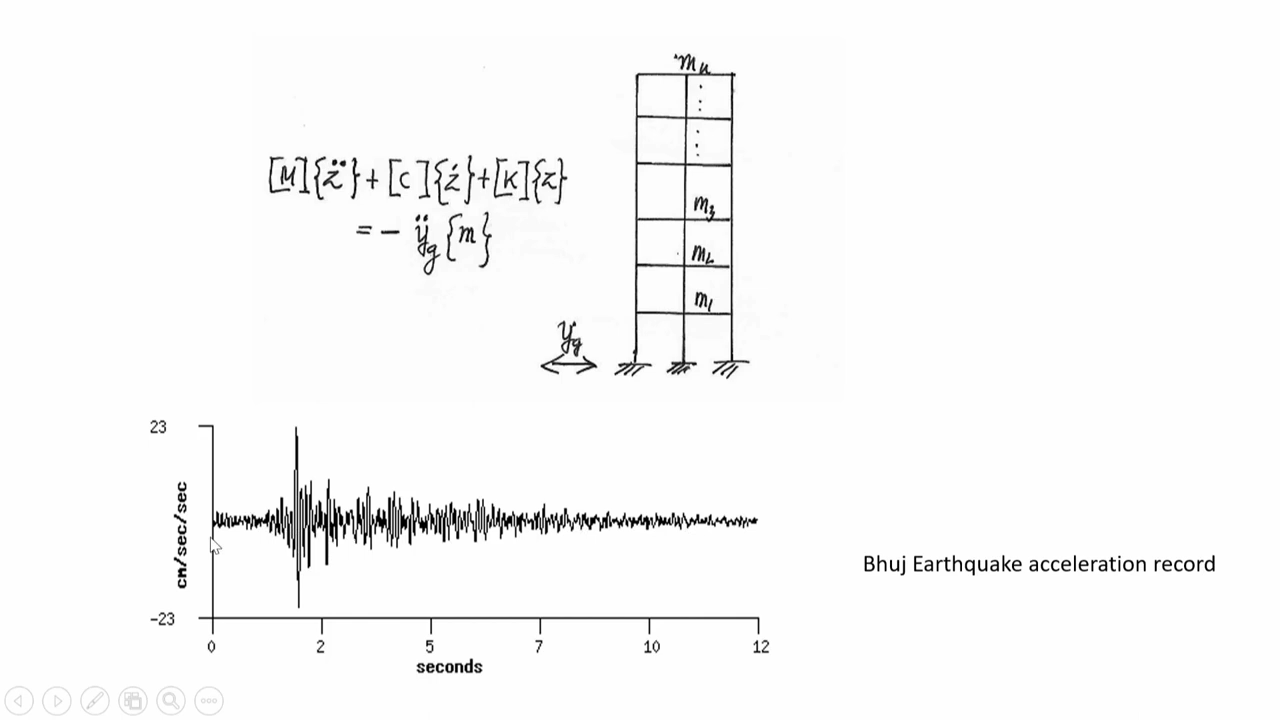 mn
[M]{z̈} + [C]{ż} + [K]{z}
= - ÿg{m}
m3
m2
m1
ÿg
23
cm/sec/sec
-23
0 2 5 7 10 12
seconds
Bhuj Earthquake acceleration record